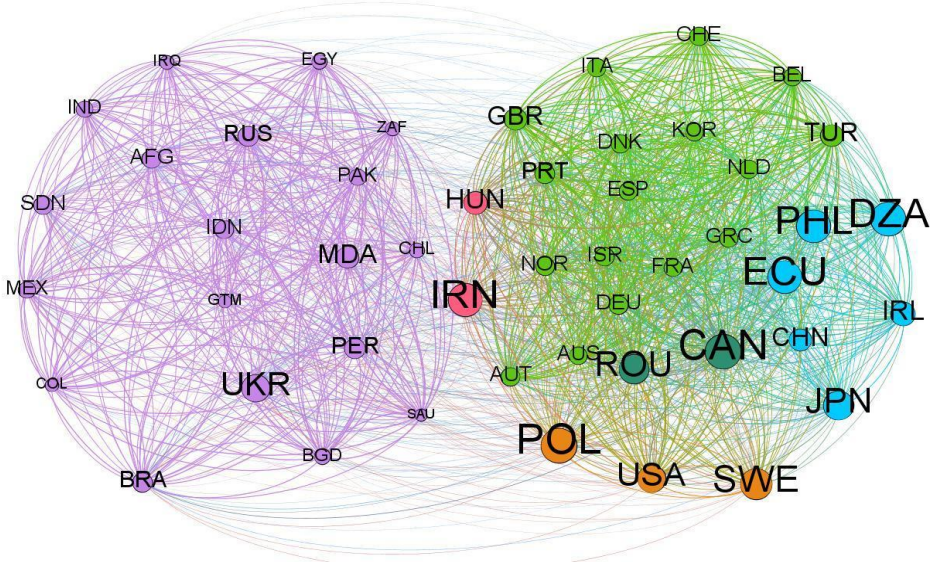 CHE
IRQ
EGY
ITA
BEL
IND
GBR
ZAF
RUS
KOR
TUR
DNK
AFG
PRT
NLD
PAK
ESP
SDN
HUN
PHL
DZA
IDN
GRC
MDA
CHL
ISR
NOR
FRA
ECU
MEX
GTM
IRN
DEU
IRL
CHN
PER
CAN
AUS
ROU
AUT
COL
UKR
JPN
SAU
POL
BGD
BRA
USA
SWE